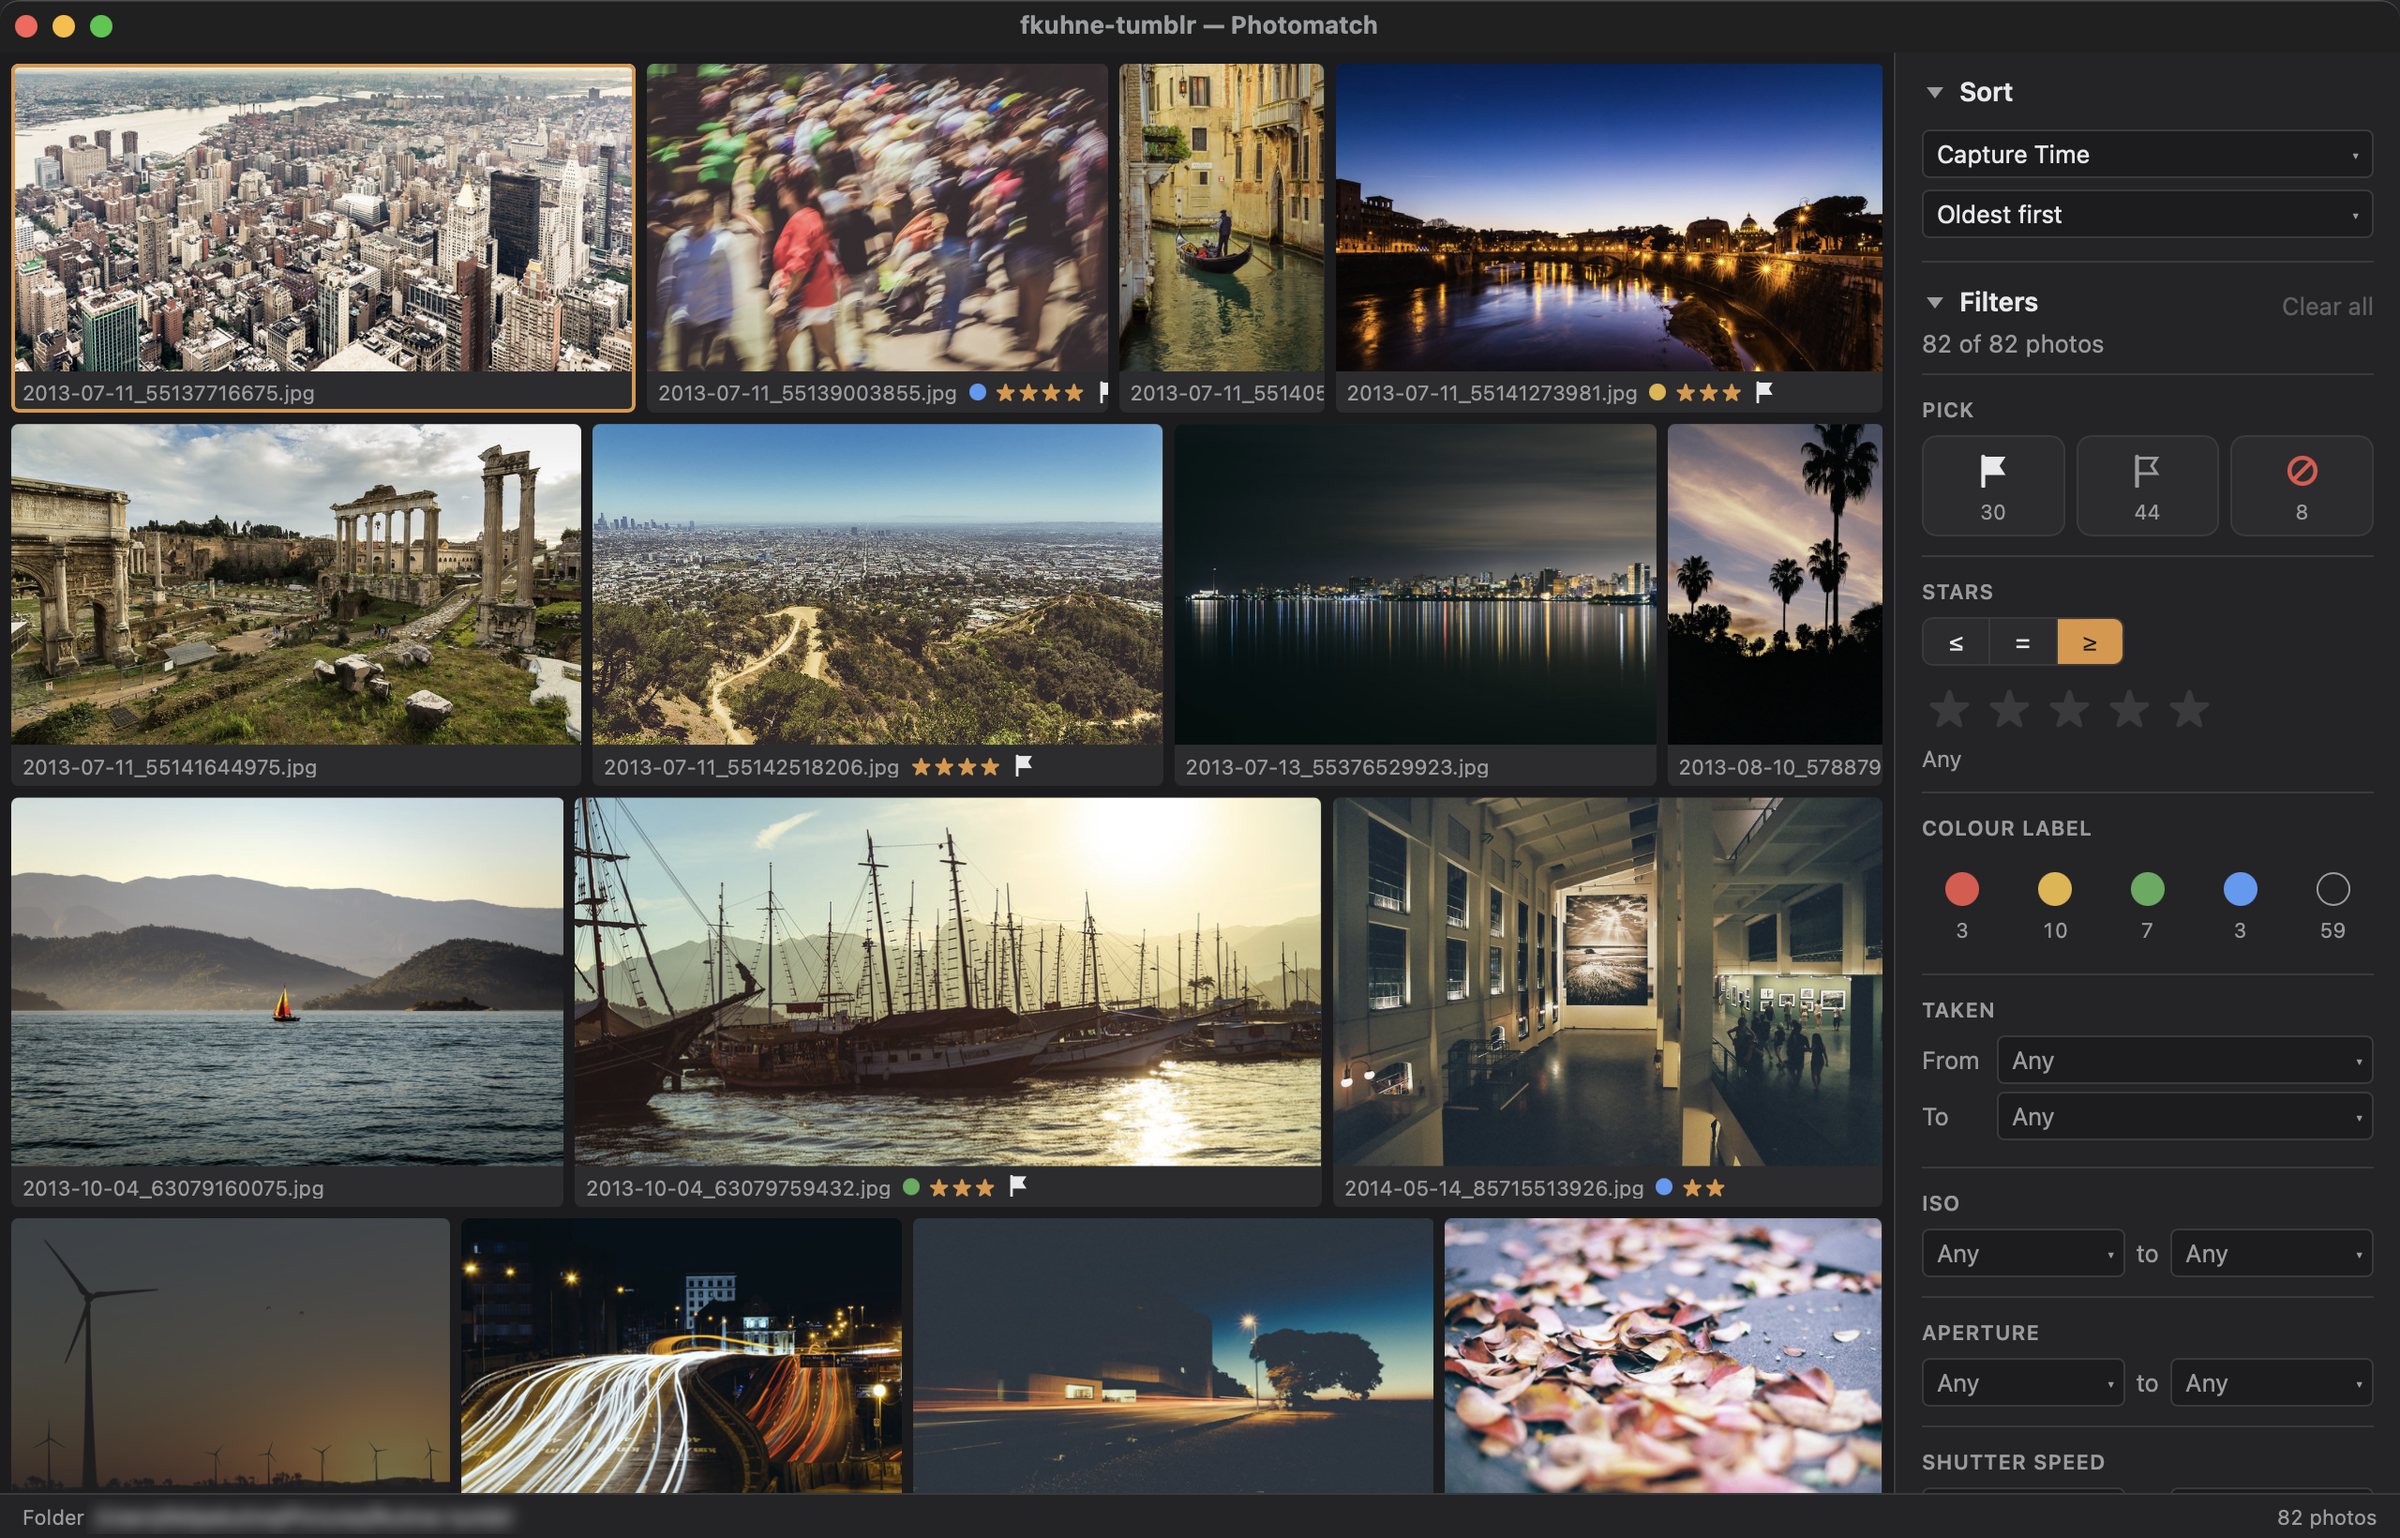 fkuhne-tumblr — Photomatch
2013-07-11_55137716675.jpg
2013-07-11_55139003855.jpg
2013-07-11_551405
2013-07-11_55141273981.jpg
2013-07-11_55141644975.jpg
2013-07-11_55142518206.jpg
2013-07-13_55376529923.jpg
2013-08-10_578879
2013-10-04_63079160075.jpg
2013-10-04_63079759432.jpg
2014-05-14_85715513926.jpg
Sort
Capture Time
Oldest first
Filters Clear all
82 of 82 photos
PICK
30 44 8
STARS
≤ = ≥
Any
COLOUR LABEL
3 10 7 3 59
TAKEN
From Any
To Any
ISO
Any to Any
APERTURE
Any to Any
SHUTTER SPEED
Folder
82 photos